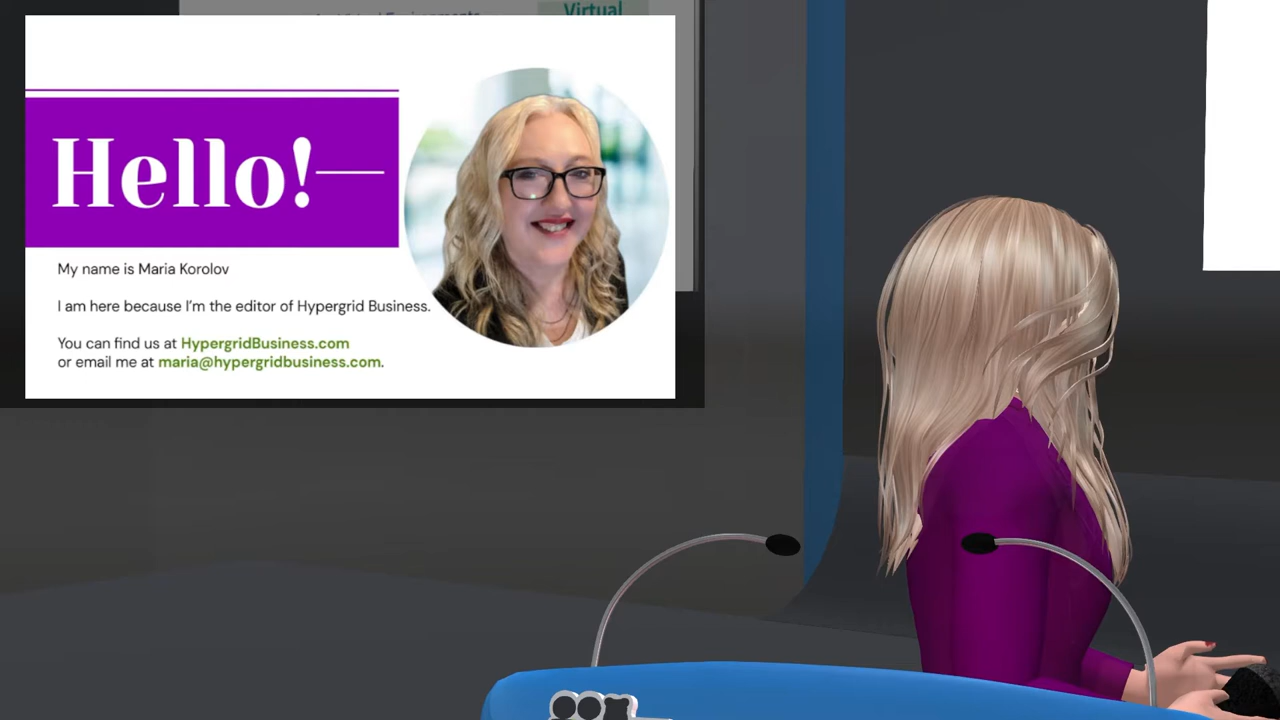 Virtual
Hello!
My name is Maria Korolov
I am here because I'm the editor of Hypergrid Business.
You can find us at HypergridBusiness.com
or email me at maria@hypergridbusiness.com.